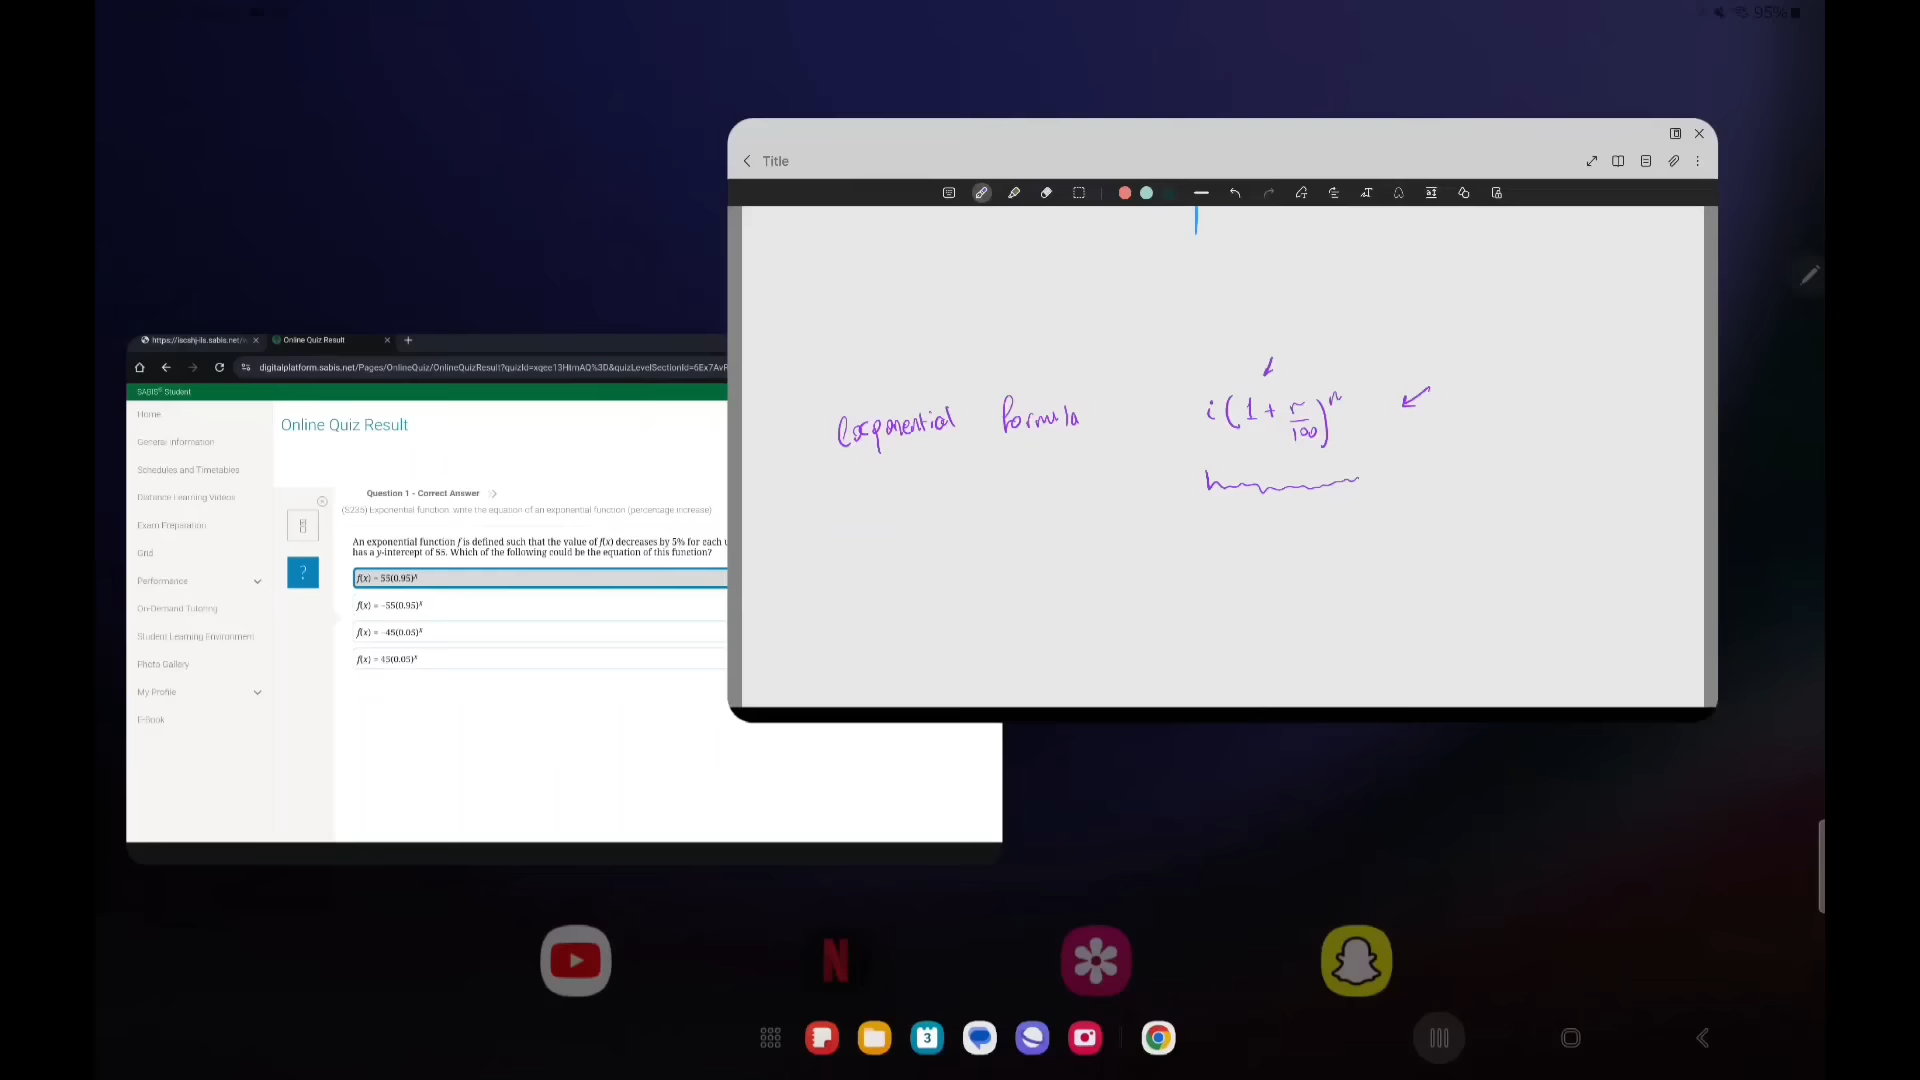 95%
Title
https://iscshj-ils.sabis.net/
Online Quiz Result
digitalplatform.sabis.net/Pages/OnlineQuiz/OnlineQuizResult?quizId=xqee13HtmAQ%3D&quizLevelSectionId=6Ex7AvF
SABIS® Student
Home
General Information
Schedules and Timetables
Distance Learning Videos
Exam Preparation
Grid
Performance
On-Demand Tutoring
Student Learning Environment
Photo Gallery
My Profile
E-Book
Online Quiz Result
Question 1 - Correct Answer
(S235) Exponential function: write the equation of an exponential function (percentage increase)
An exponential function f is defined such that the value of f(x) decreases by 5% for each u
has a y-intercept of 55. Which of the following could be the equation of this function?
f(x) = 55(0.95)^x
f(x) = −55(0.95)^x
f(x) = −45(0.05)^x
f(x) = 45(0.05)^x
?
exponential formula i(1 + r/100)^n
N
3